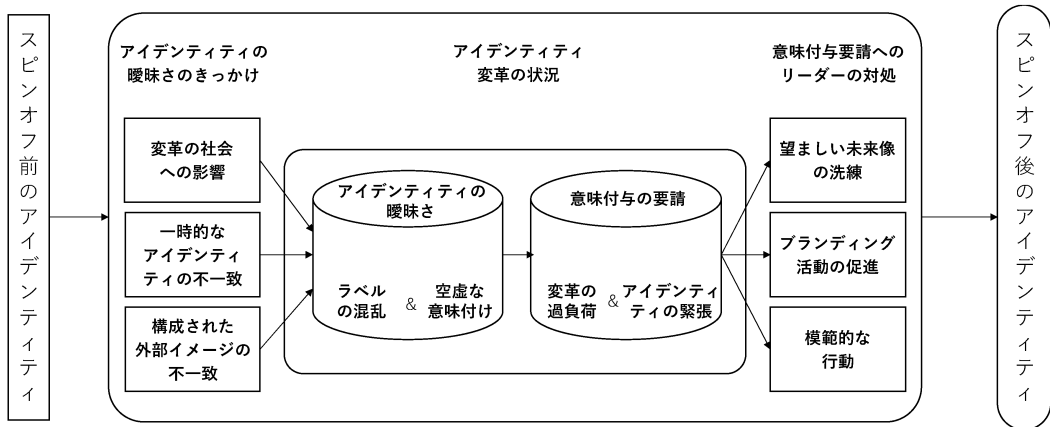 スピンオフ前のアイデンティティ
アイデンティティの
曖昧さのきっかけ
変革の社会
への影響
一時的な
アイデンティ
ティの不一致
構成された
外部イメージの
不一致
アイデンティティ
変革の状況
アイデンティティの
曖昧さ
ラベル
の混乱
&
空虚な
意味付け
意味付与の要請
変革の
過負荷
&
アイデンティ
ティの緊張
意味付与要請への
リーダーの対処
望ましい未来像
の洗練
ブランディング
活動の促進
模範的な
行動
スピンオフ後のアイデンティティ